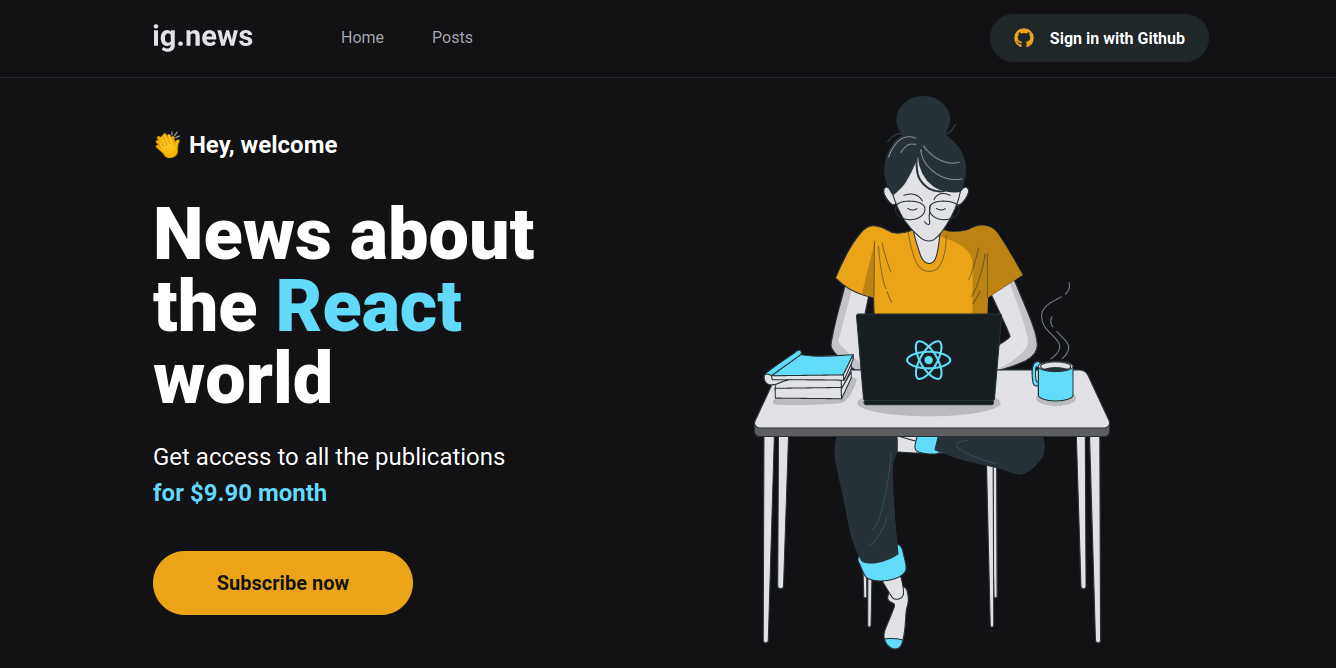 ig.news
Home
Posts
Sign in with Github
👏 Hey, welcome
News about
the React
world
Get access to all the publications
for $9.90 month
Subscribe now